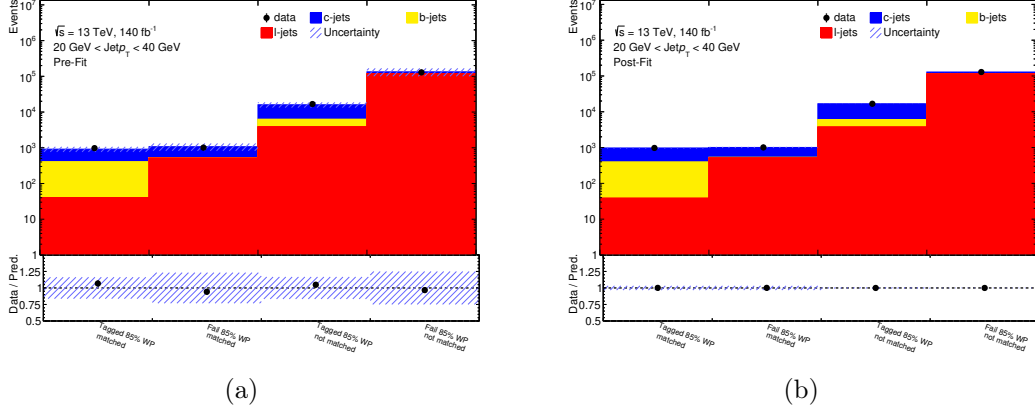 Events
10⁷
10⁶
10⁵
10⁴
10³
10²
10
1
√s = 13 TeV, 140 fb⁻¹
20 GeV < Jet p_T < 40 GeV
Pre-Fit
data
c-jets
b-jets
l-jets
Uncertainty
Data / Pred.
1.25
1
0.75
0.5
Tagged 85% WP
matched
Fail 85% WP
matched
Tagged 85% WP
not matched
Fail 85% WP
not matched
(a)
Events
10⁷
10⁶
10⁵
10⁴
10³
10²
10
1
√s = 13 TeV, 140 fb⁻¹
20 GeV < Jet p_T < 40 GeV
Post-Fit
data
c-jets
b-jets
l-jets
Uncertainty
Data / Pred.
1.25
1
0.75
0.5
Tagged 85% WP
matched
Fail 85% WP
matched
Tagged 85% WP
not matched
Fail 85% WP
not matched
(b)